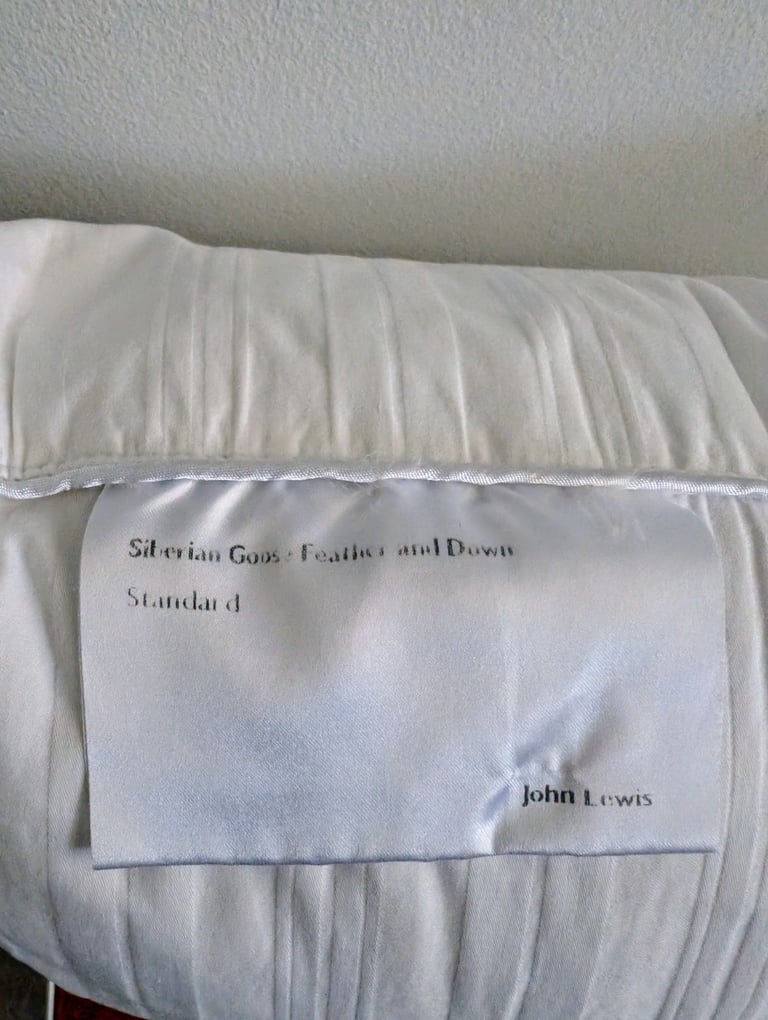 Siberian Goose Feather and Down
Standard
John Lewis